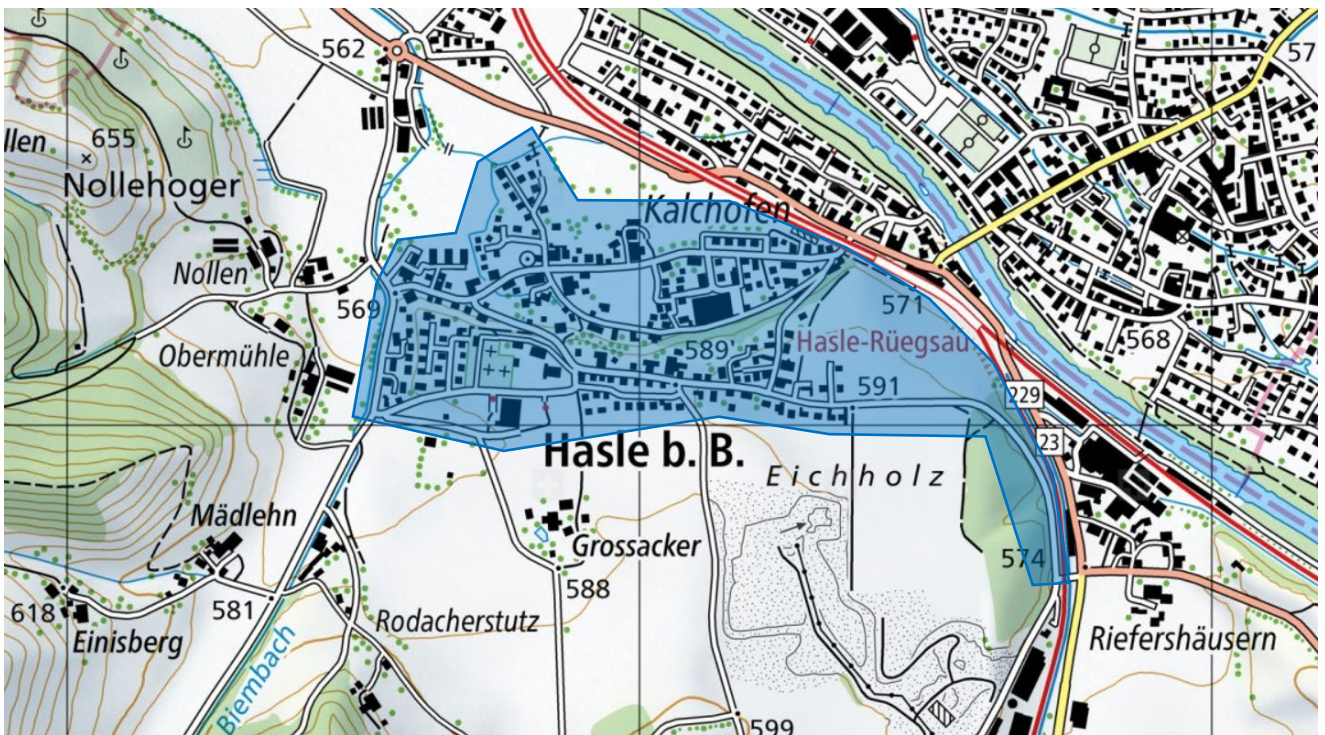 562
57
655
llen
Nollehoger
Kalchofen
Nollen
569
571
Obermühle
589
Hasle-Rüegsau
568
591
229
23
Hasle b. B.
Eichholz
Mädlehn
Grossacker
574
588
618
581
Rodacherstutz
Einisberg
Riefershäusern
Biembach
599